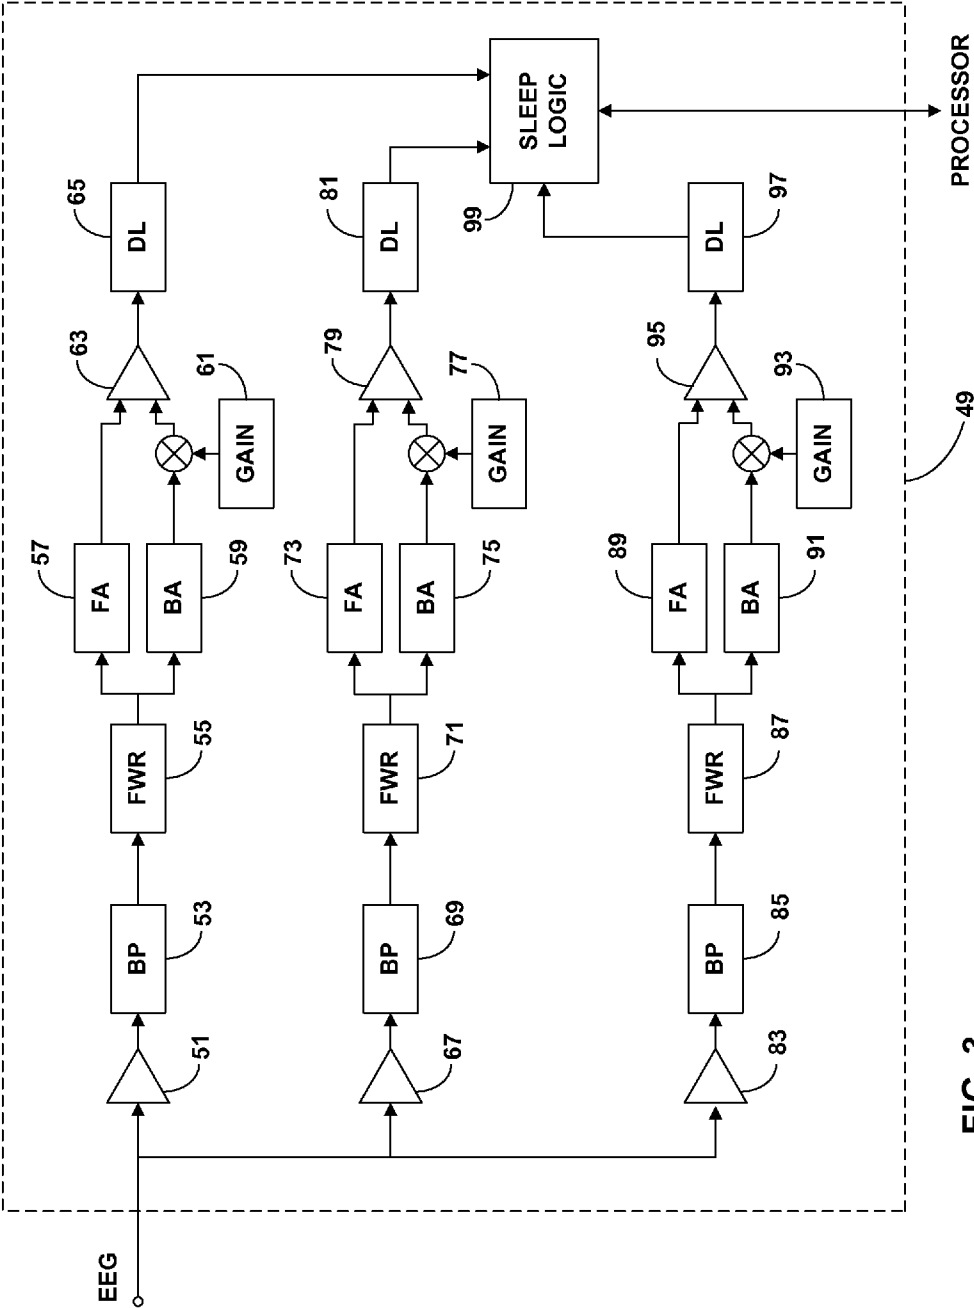 EEG
51
BP
53
FWR
55
57
FA
BA
59
61
GAIN
63
65
DL
67
BP
69
FWR
71
73
FA
BA
75
77
GAIN
79
81
DL
SLEEP
LOGIC
99
83
BP
85
FWR
87
89
FA
BA
91
93
GAIN
95
DL
97
49
PROCESSOR
FIG.